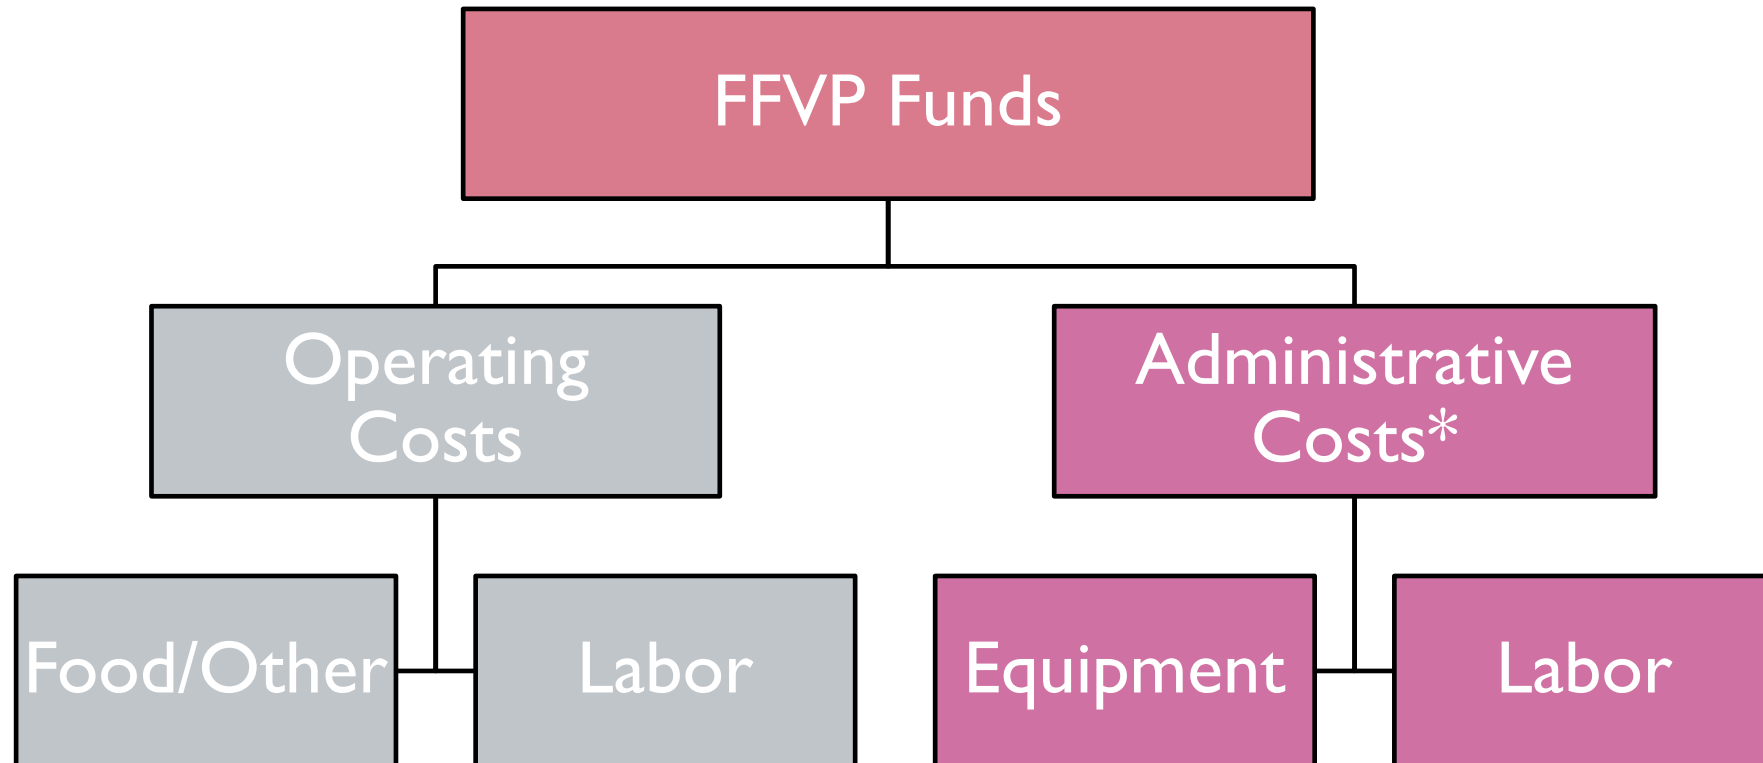 FFVP Funds
Operating
Costs
Administrative
Costs*
Food/Other
Labor
Equipment
Labor